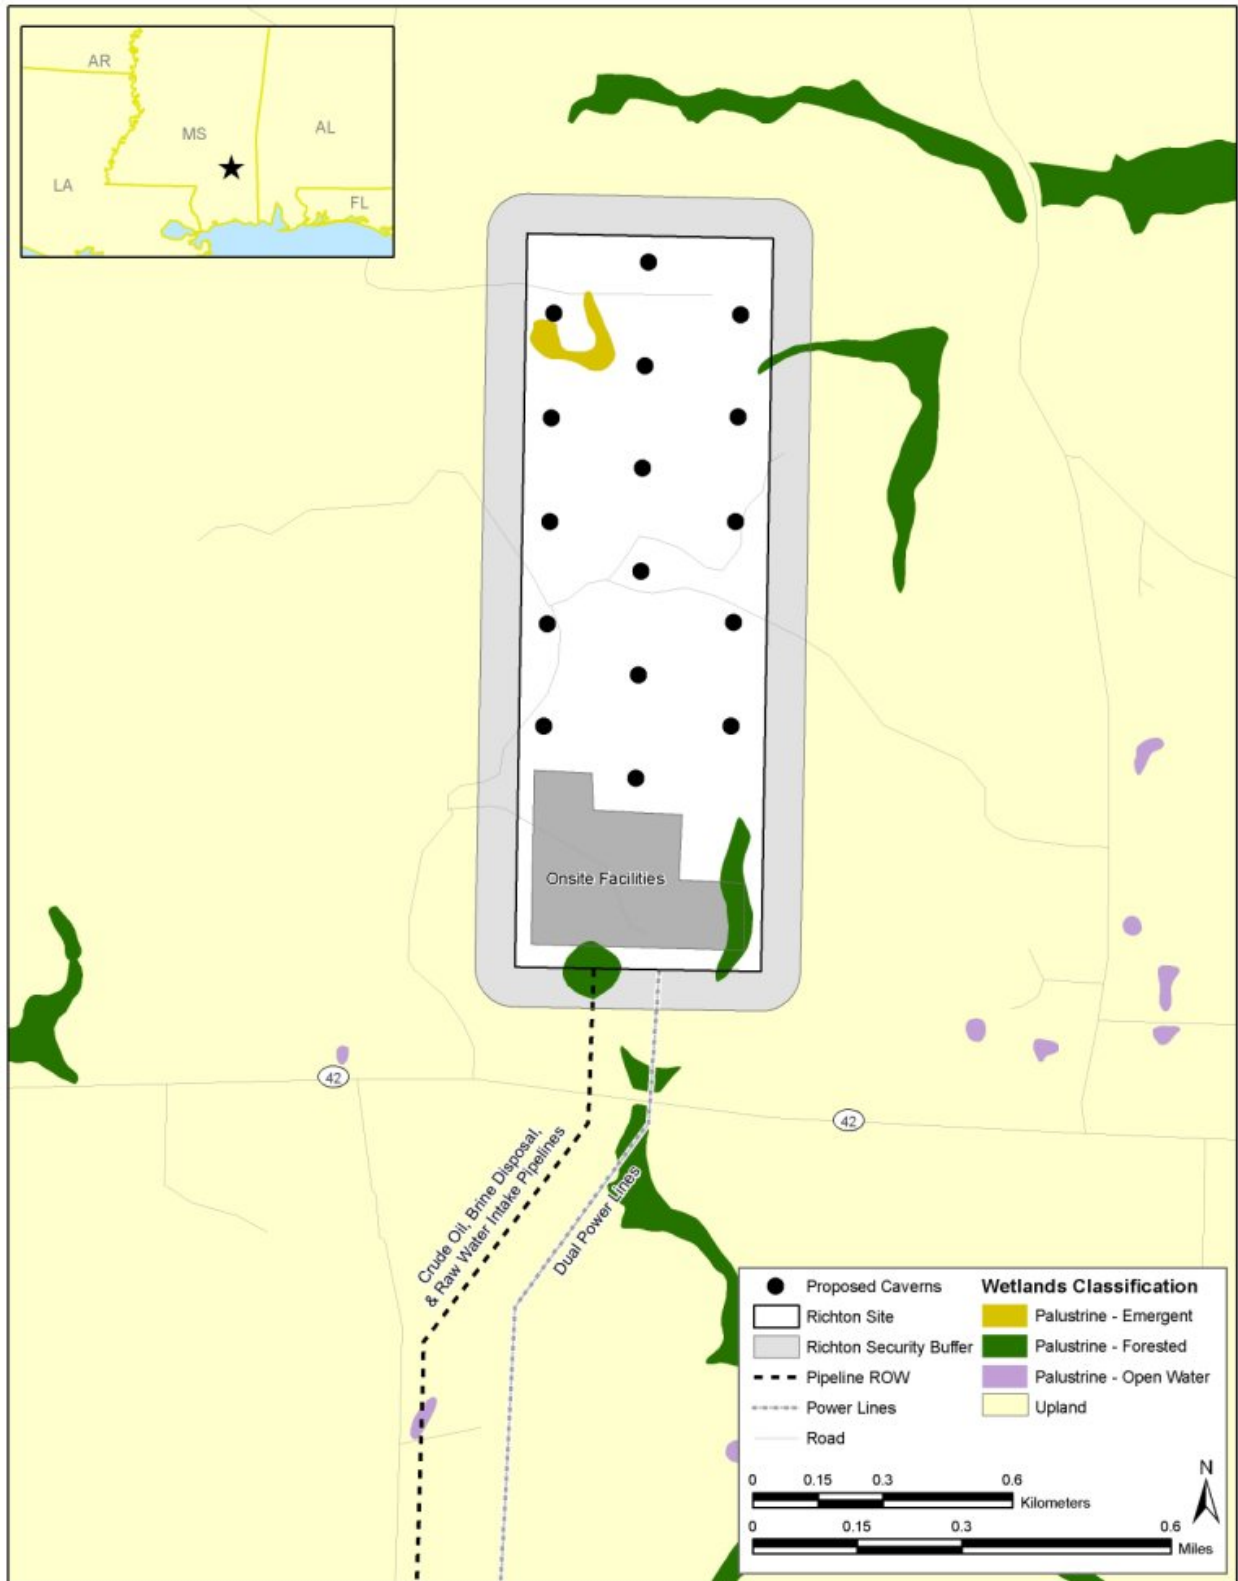 AR
MS
AL
LA
FL
Onsite Facilities
42
42
Crude Oil, Brine Disposal,
& Raw Water Intake Pipelines
Dual Power Lines
Proposed Caverns
Richton Site
Richton Security Buffer
Pipeline ROW
Power Lines
Road
Wetlands Classification
Palustrine - Emergent
Palustrine - Forested
Palustrine - Open Water
Upland
0 0.15 0.3 0.6
Kilometers
0 0.15 0.3 0.6
Miles
N